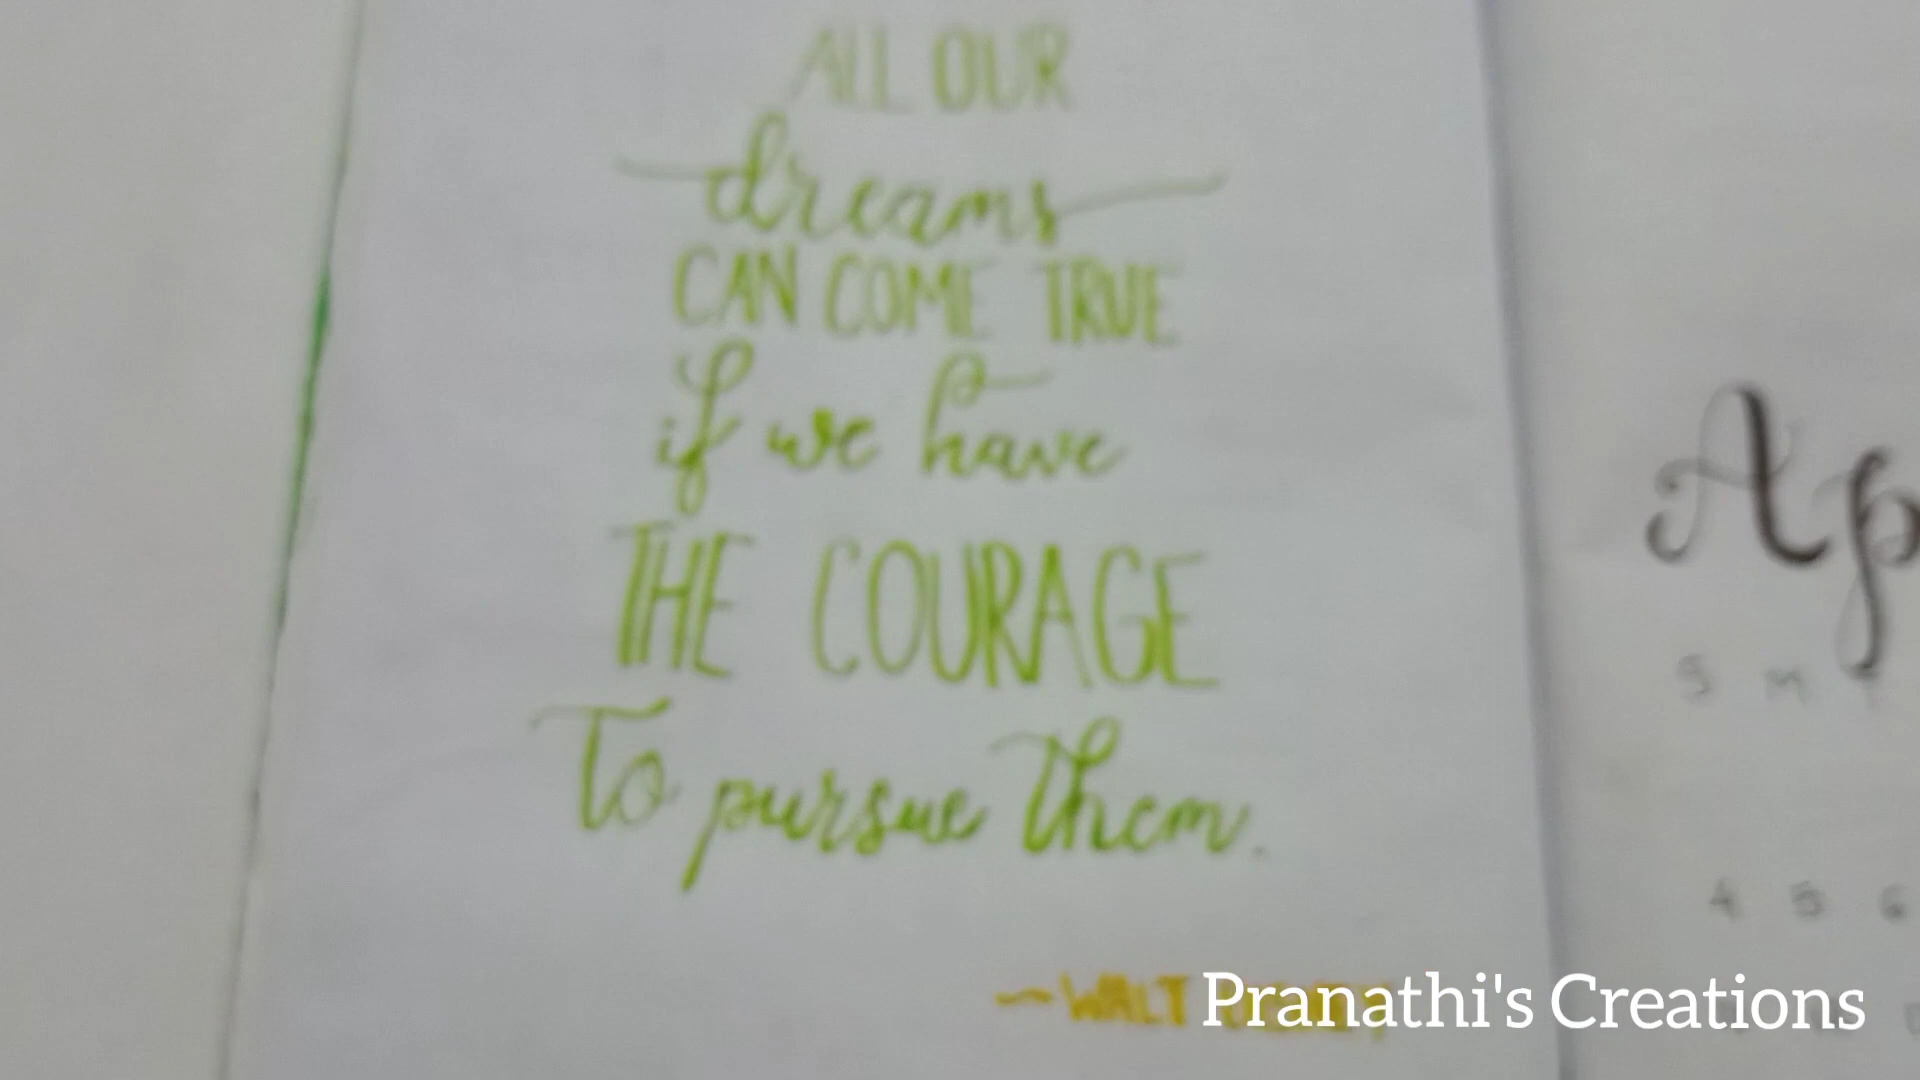 ALL OUR
dreams
CAN COME TRUE
if we have
THE COURAGE
To pursue them.
~WALT
Pranathi's Creations
Ap
S M T
4 5 6